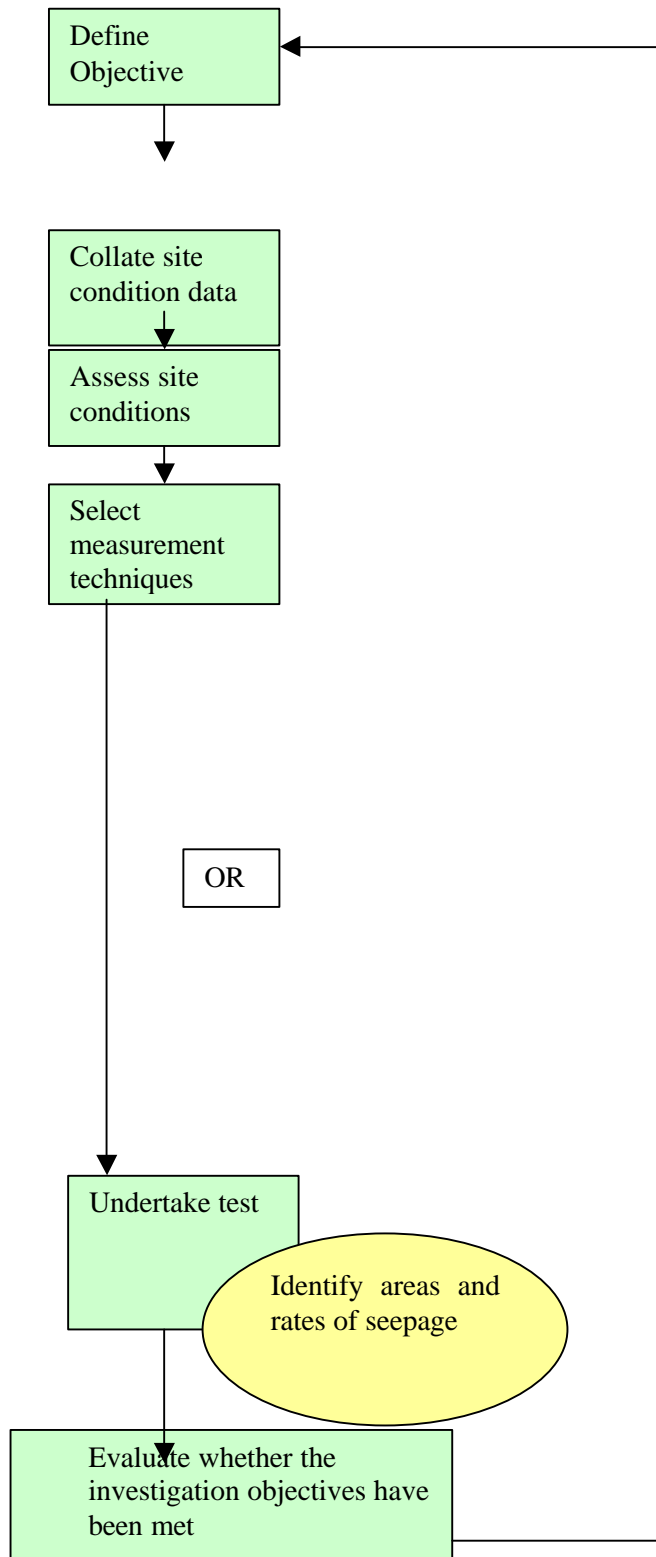 Define
Objective
Collate site
condition data
Assess site
conditions
Select
measurement
techniques
OR
Undertake test
Identify areas and
rates of seepage
Evaluate whether the
investigation objectives have
been met